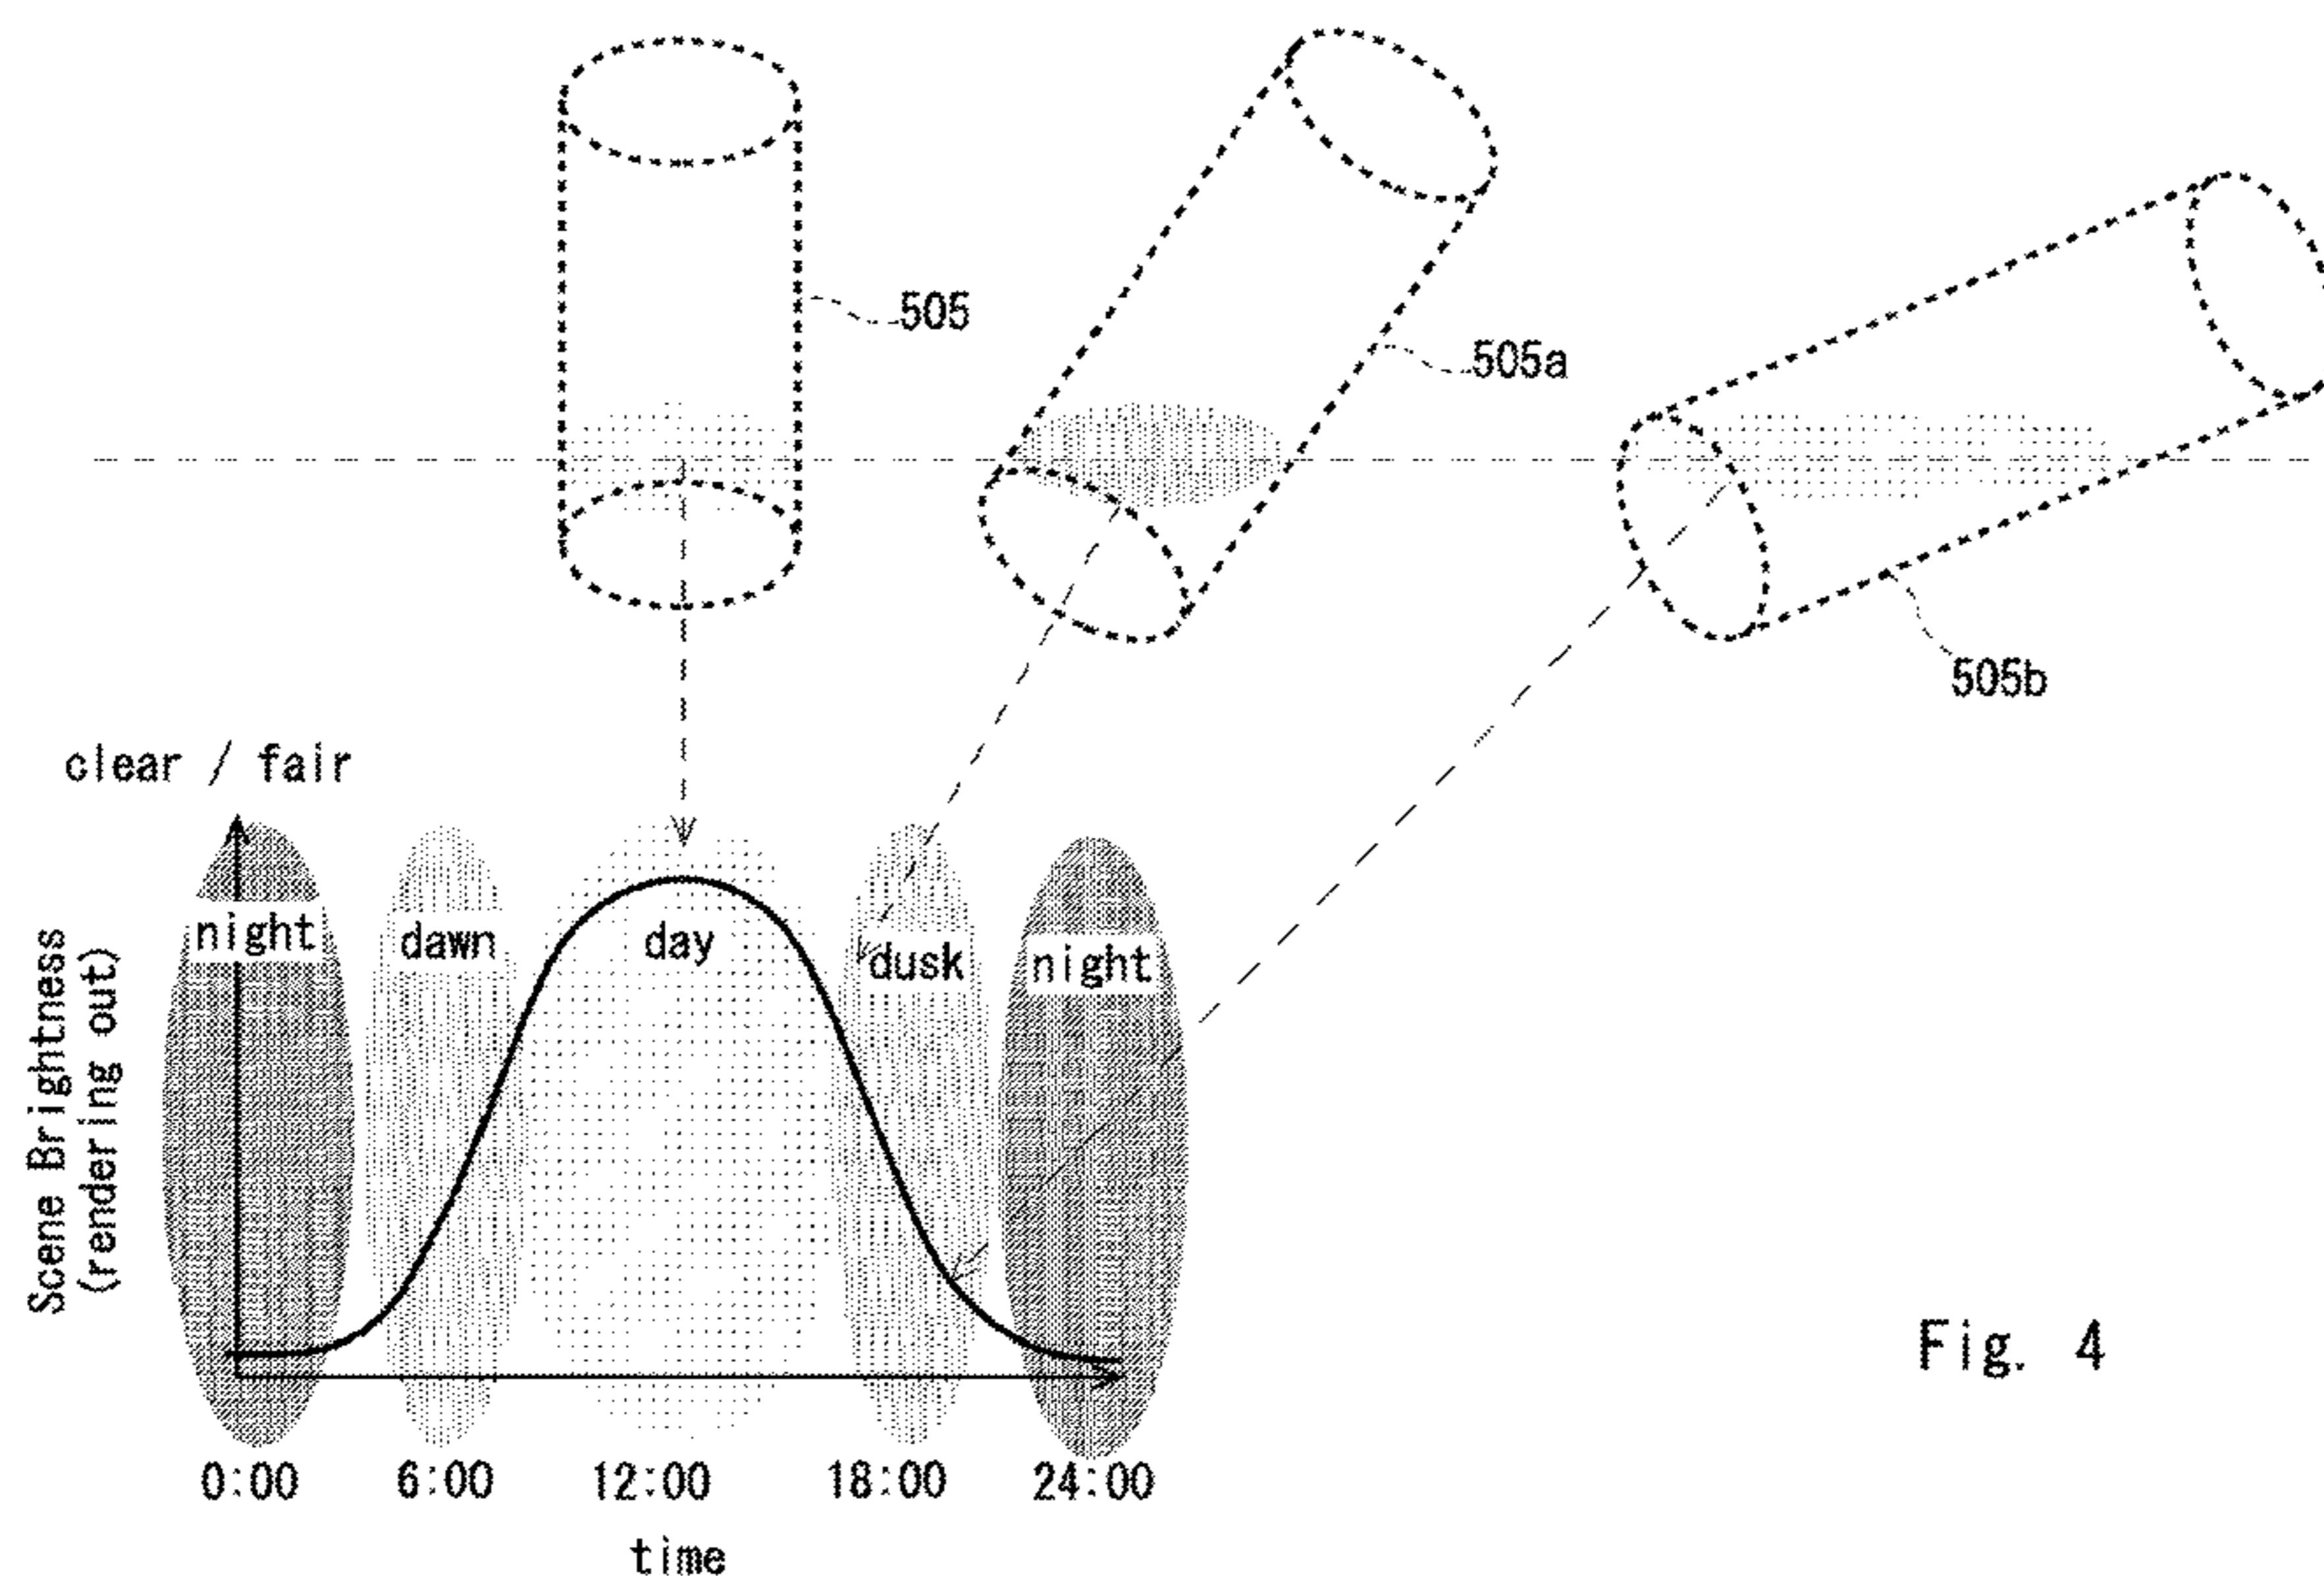 505
505a
505b
clear / fair
Scene Brightness
(rendering out)
night
dawn
day
dusk
night
0:00
6:00
12:00
18:00
24:00
time
Fig. 4